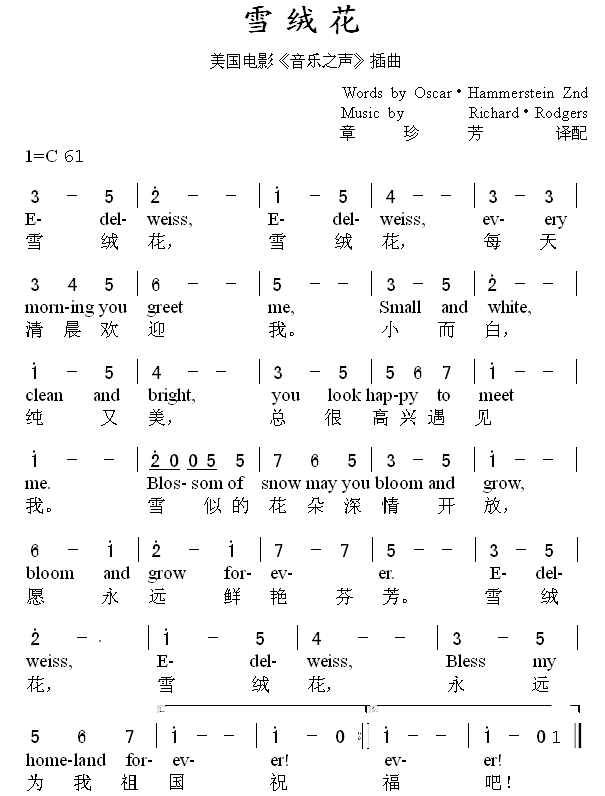 雪 绒 花
美国电影《音乐之声》插曲
Words by Oscar·Hammerstein Znd
Music by Richard·Rodgers
章 珍 芳 译配
1=C 61
3 - 5 | 2̇ - - | 1̇ - 5 | 4 - - | 3 - 3 |
E- del- weiss, E- del- weiss, ev- ery
雪 绒 花， 雪 绒 花， 每 天
3 4 5 | 6 - - | 5 - - | 3 - 5 | 2̇ - - |
morn-ing you greet me, Small and white,
清 晨 欢 迎 我。 小 而 白，
1̇ - 5 | 4 - - | 3 - 5 | 5 6 7 | 1̇ - - |
clean and bright, you look hap-py to meet
纯 又 美， 总 很 高 兴 遇 见
1̇ - - | 2̇ 0 0 5 5 | 7 6 5 | 3 - 5 | 1̇ - - |
me. Blos- som of snow may you bloom and grow,
我。 雪 似 的 花 朵 深 情 开 放，
6 - 1̇ | 2̇ - 1̇ | 7 - 7 | 5 - - | 3 - 5 |
bloom and grow for- ev- er. E- del-
愿 永 远 鲜 艳 芬 芳。 雪 绒
2̇ - - | 1̇ - 5 | 4 - - | 3 - 5 |
weiss, E- del- weiss, Bless my
花， 雪 绒 花， 永 远
5 6 7 | 1̇ - - | 1̇ - 0 :|| 1̇ - - | 1̇ - 0 1 ||
home-land for- ev- er! ev- er!
为 我 祖 国 祝 福 吧！